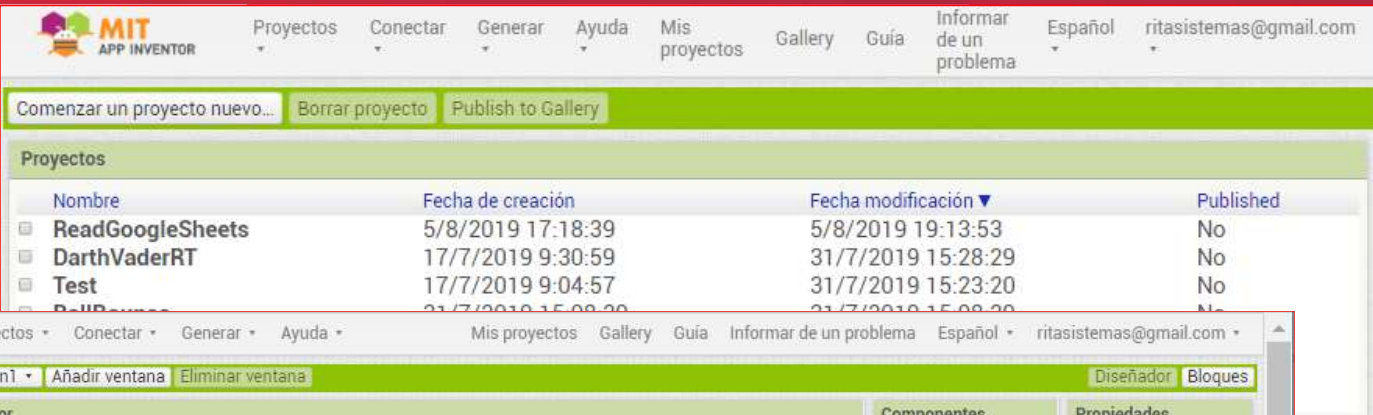 MIT
APP INVENTOR
Proyectos
Conectar
Generar
Ayuda
Mis
proyectos
Gallery
Guía
Informar
de un
problema
Español
ritasistemas@gmail.com
Comenzar un proyecto nuevo... Borrar proyecto Publish to Gallery
Proyectos
Nombre Fecha de creación Fecha modificación ▼ Published
ReadGoogleSheets 5/8/2019 17:18:39 5/8/2019 19:13:53 No
DarthVaderRT 17/7/2019 9:30:59 31/7/2019 15:28:29 No
Test 17/7/2019 9:04:57 31/7/2019 15:23:20 No
Conectar Generar Ayuda Mis proyectos Gallery Guía Informar de un problema Español ritasistemas@gmail.com
Añadir ventana Eliminar ventana Diseñador Bloques
Componentes Propiedades